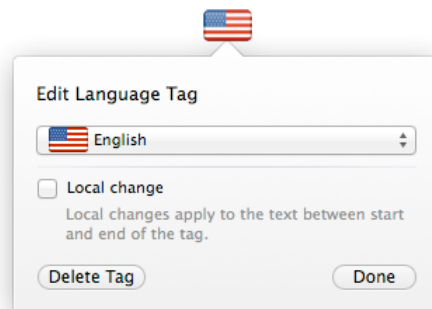 Edit Language Tag
English
Local change
Local changes apply to the text between start
and end of the tag.
Delete Tag Done